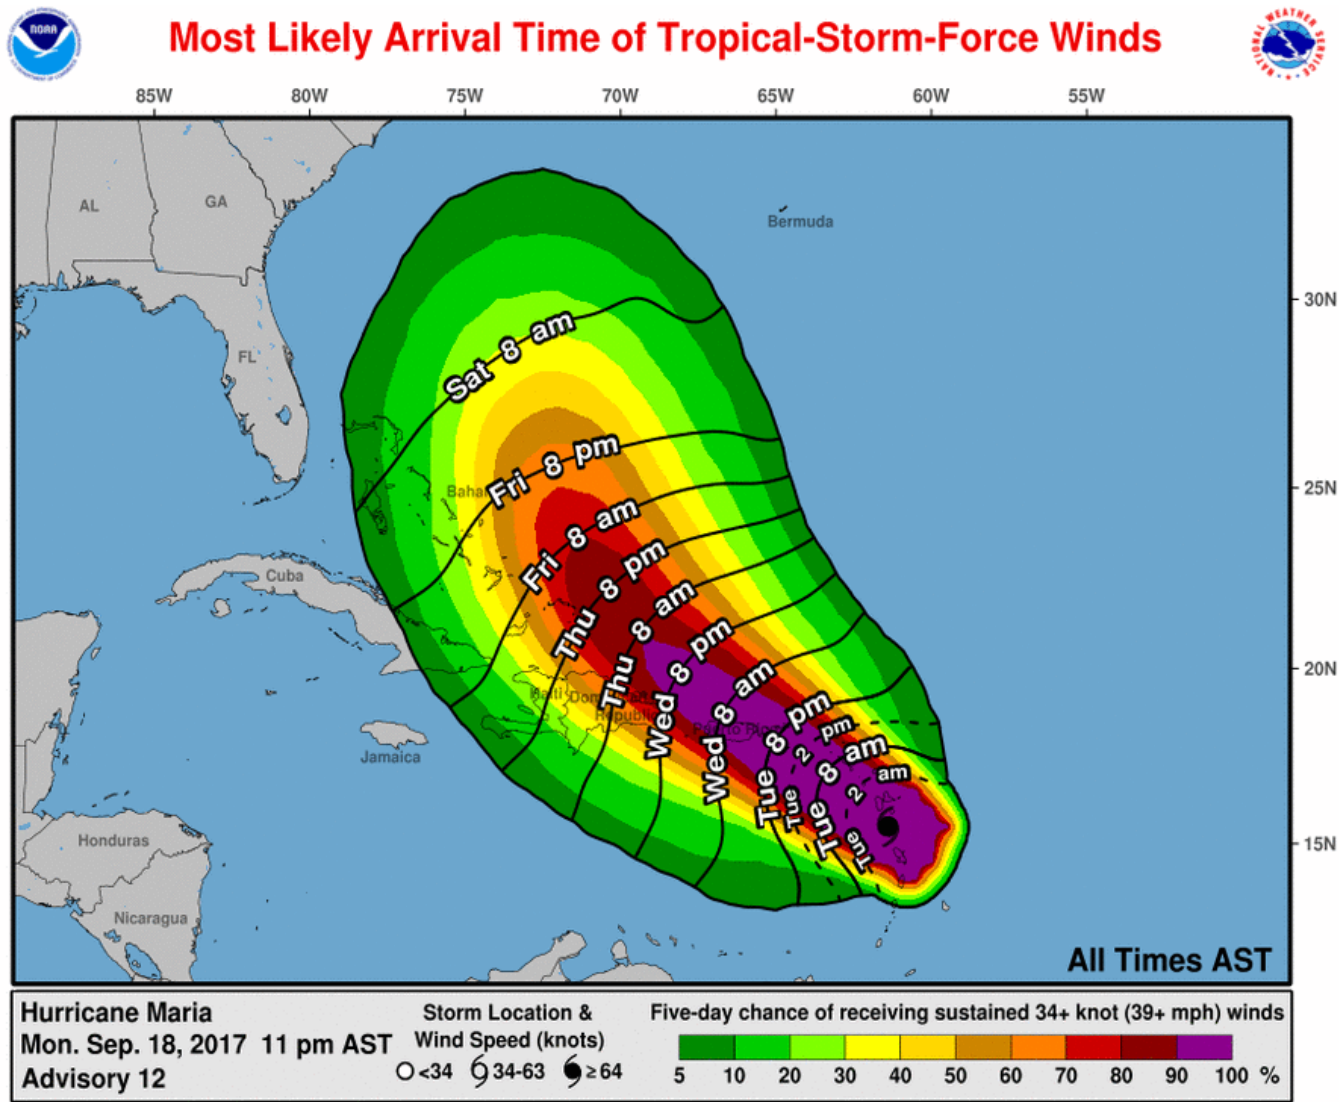 NOAA
Most Likely Arrival Time of Tropical-Storm-Force Winds
NATIONAL WEATHER SERVICE
85W 80W 75W 70W 65W 60W 55W
AL
GA
Bermuda
30N
FL
Sat 8 am
Fri 8 pm
25N
Fri 8 am
Thu 8 pm
Cuba
Thu 8 am
Wed 8 pm
20N
Wed 8 am
Haiti
Tue 8 pm
Tue 2 pm
Jamaica
Tue 8 am
Tue 2 am
Honduras
15N
Nicaragua
All Times AST
Hurricane Maria
Mon. Sep. 18, 2017 11 pm AST
Advisory 12
Storm Location &
Wind Speed (knots)
<34 34-63 ≥64
Five-day chance of receiving sustained 34+ knot (39+ mph) winds
5 10 20 30 40 50 60 70 80 90 100 %